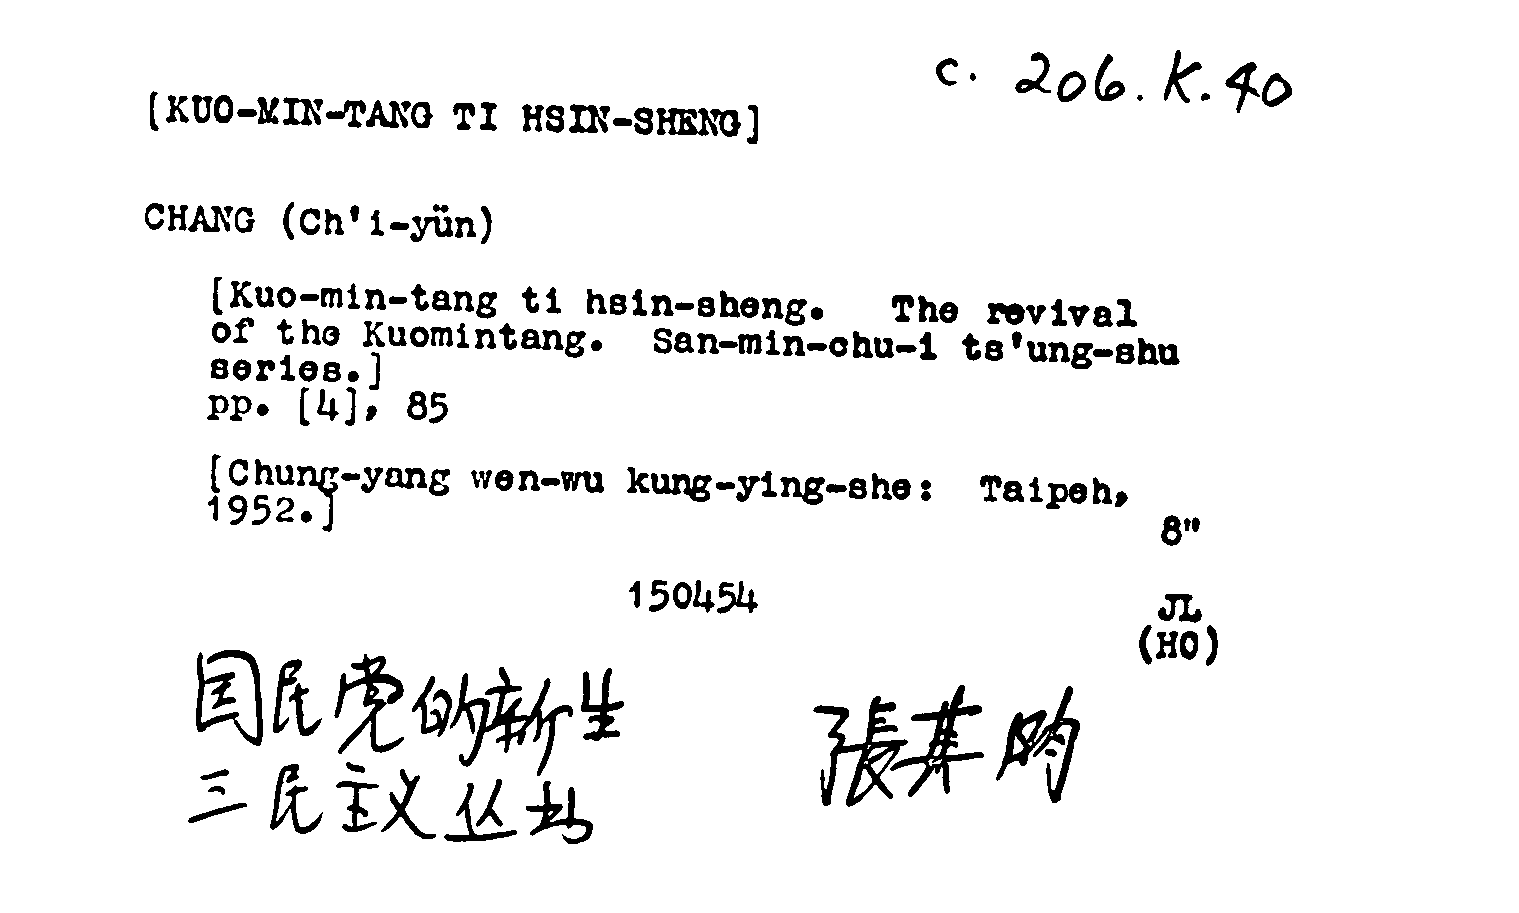 c. 206.K.40
[KUO-MIN-TANG TI HSIN-SHENG]
CHANG (Ch'i-yün)
[Kuo-min-tang ti hsin-sheng. The revival
of the Kuomintang. San-min-chu-i ts'ung-shu
series.]
pp. [4], 85
[Chung-yang wen-wu kung-ying-she: Taipeh,
1952.]
8"
150454
JL
(HO)
国民党的新生
張其昀
三民主义丛书